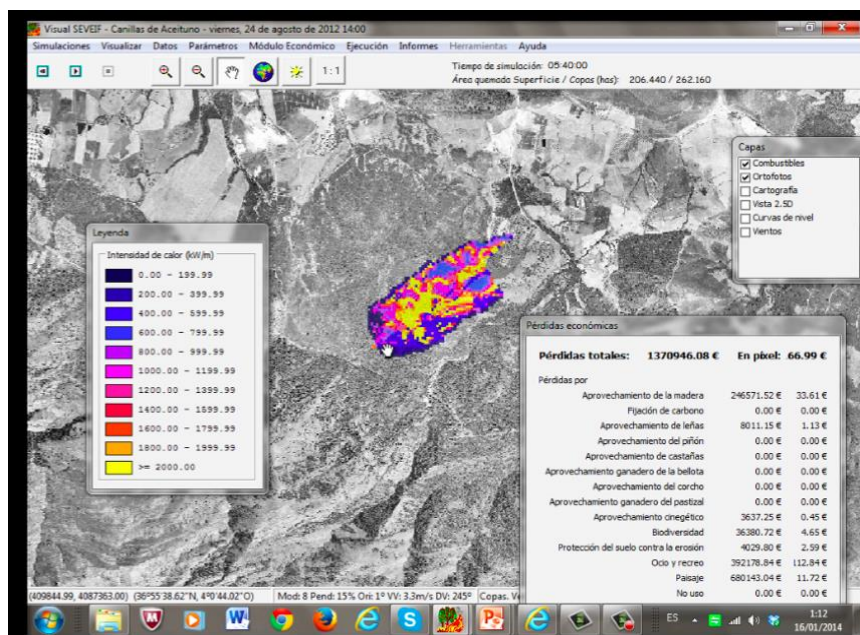 Visual SEVEIF - Canillas de Aceituno - viernes, 24 de agosto de 2012 14:00
Simulaciones Visualizar Datos Parámetros Módulo Económico Ejecución Informes Herramientas Ayuda
1:1
Tiempo de simulación: 05:40:00
Área quemada Superficie / Copas (has): 206.440 / 262.160
Capas
Combustibles
Ortofotos
Cartografía
Vista 2.5D
Curvas de nivel
Vientos
Leyenda
Intensidad de calor (kW/m)
0.00 - 199.99
200.00 - 399.99
400.00 - 599.99
600.00 - 799.99
800.00 - 999.99
1000.00 - 1199.99
1200.00 - 1399.99
1400.00 - 1599.99
1600.00 - 1799.99
1800.00 - 1999.99
>= 2000.00
Pérdidas económicas
Pérdidas totales: 1370946.08 € En píxel: .66.99 €
Pérdidas por
Aprovechamiento de la madera 246571.52 € 33.61 €
Fijación de carbono 0.00 € 0.00 €
Aprovechamiento de leñas 8011.15 € 1.13 €
Aprovechamiento del piñón 0.00 € 0.00 €
Aprovechamiento de castañas 0.00 € 0.00 €
Aprovechamiento ganadero de la bellota 0.00 € 0.00 €
Aprovechamiento del corcho 0.00 € 0.00 €
Aprovechamiento ganadero del pastizal 0.00 € 0.00 €
Aprovechamiento cinegético 3637.25 € 0.45 €
Biodiversidad 36380.72 € 4.65 €
Protección del suelo contra la erosión 4029.80 € 2.59 €
Ocio y recreo 392178.84 € 112.84 €
Paisaje 680143.04 € 11.72 €
No uso 0.00 € 0.00 €
(409844.99, 4087363.00) (36º55'38.62"N, 4º0'44.02"O) Mod: 8 Pend: 15% Ori: 1º VV: 3.3m/s DV: 245º Copas.
ES
1:12
16/01/2014